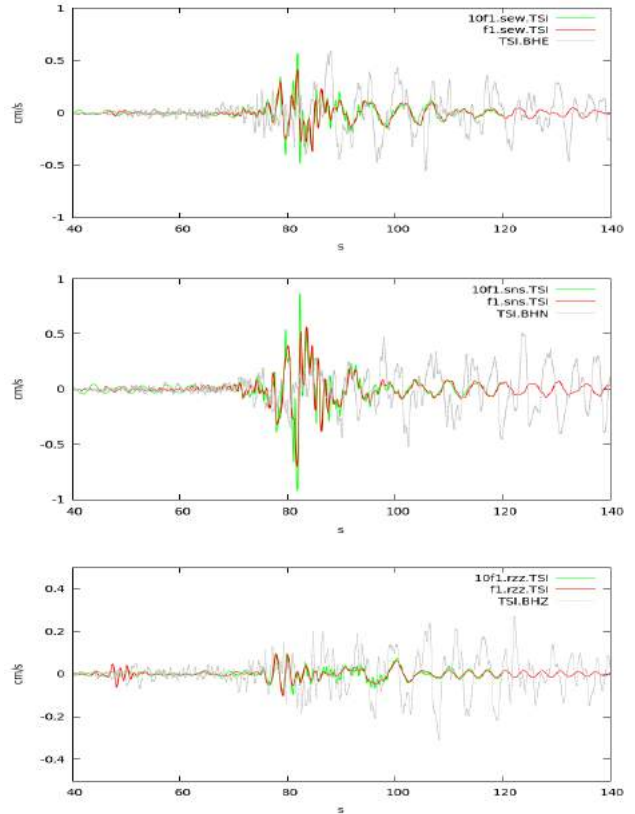 1
10f1.sew.TSI
f1.sew.TSI
TSI.BHE
0.5
cm/s
0
-0.5
-1
40 60 80 100 120 140
s
1
10f1.sns.TSI
f1.sns.TSI
TSI.BHN
0.5
cm/s
0
-0.5
-1
40 60 80 100 120 140
s
0.4
10f1.rzz.TSI
f1.rzz.TSI
TSI.BHZ
0.2
cm/s
0
-0.2
-0.4
40 60 80 100 120 140
s